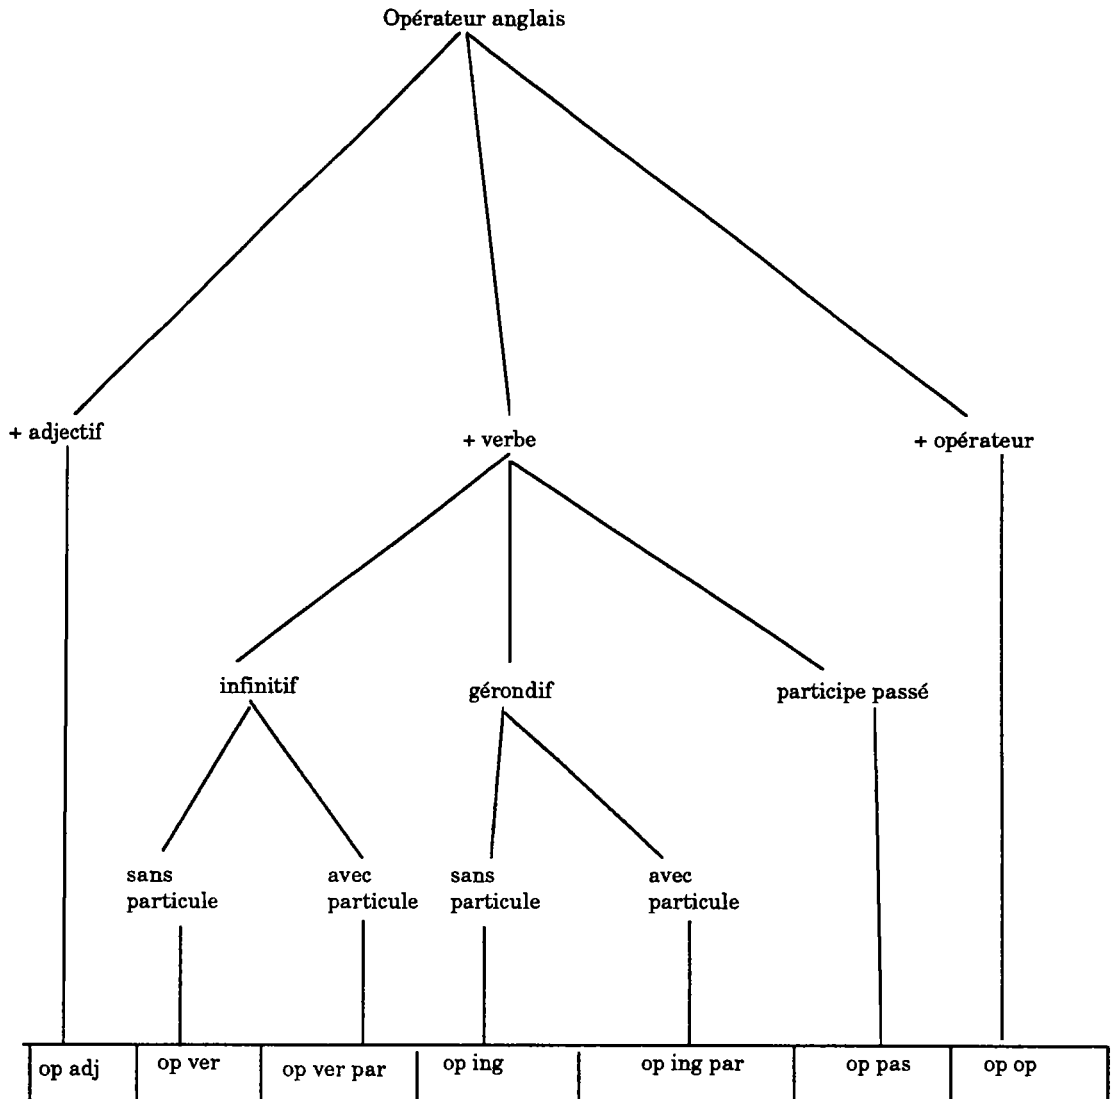 Opérateur anglais
+ adjectif
+ verbe
+ opérateur
infinitif
gérondif
participe passé
sans
particule
avec
particule
sans
particule
avec
particule
op adj
op ver
op ver par
op ing
op ing par
op pas
op op